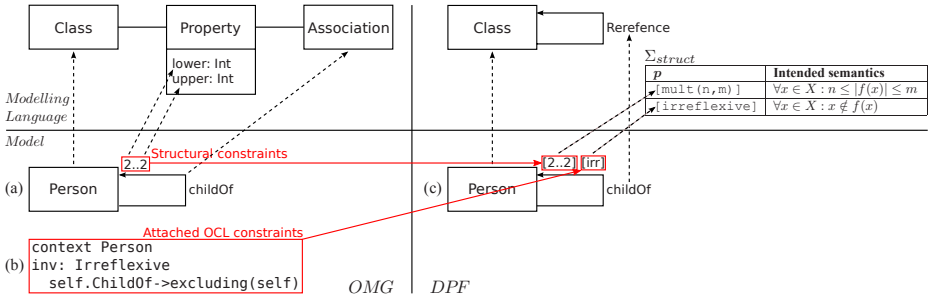 Class
Property
Association
lower: Int
upper: Int
Modelling
Language
Model
2..2
Structural constraints
(a)
Person
childOf
Attached OCL constraints
(b)
context Person
inv: Irreflexive
self.ChildOf->excluding(self)
OMG
DPF
Class
Rerefence
Σstruct
p Intended semantics
[mult(n,m)] ∀x ∈ X : n ≤ |f(x)| ≤ m
[irreflexive] ∀x ∈ X : x ∉ f(x)
[2..2] [irr]
(c)
Person
childOf